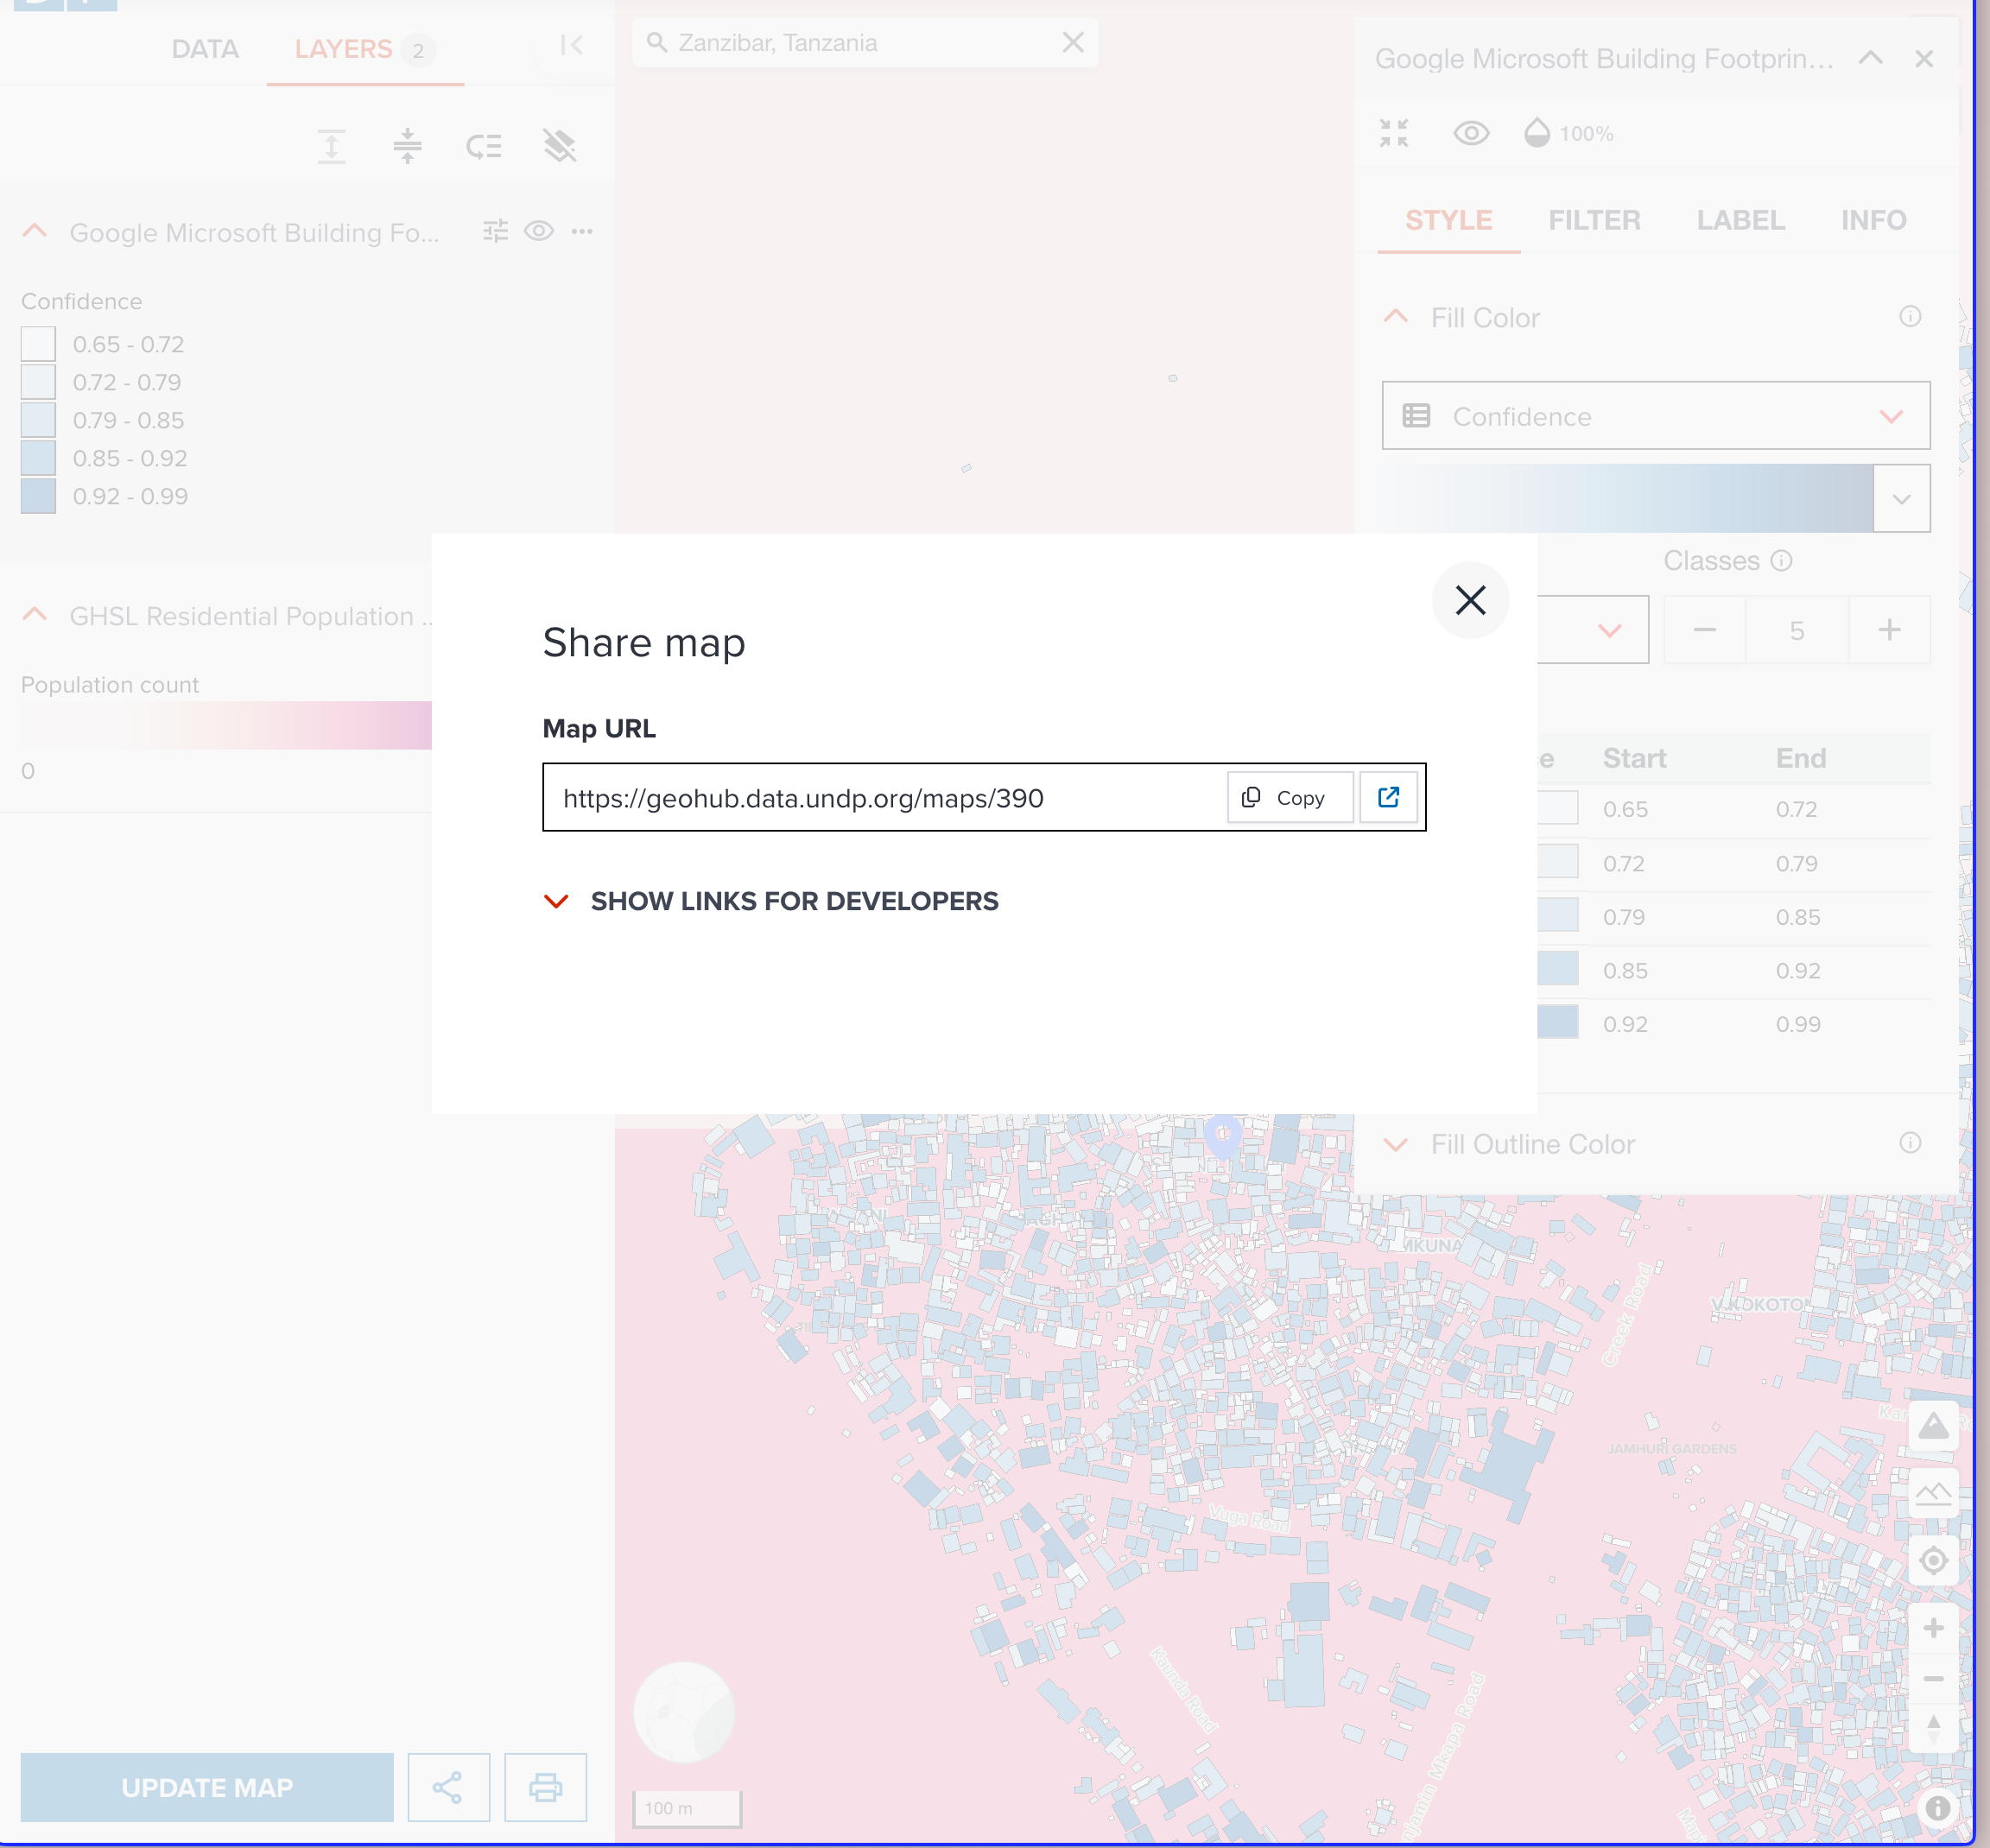 DATA
LAYERS 2
Zanzibar, Tanzania
Google Microsoft Building Footprin...
100%
STYLE
FILTER
LABEL
INFO
Google Microsoft Building Fo...
Confidence
0.65 - 0.72
0.72 - 0.79
0.79 - 0.85
0.85 - 0.92
0.92 - 0.99
Fill Color
Confidence
Classes
5
GHSL Residential Population ..
Population count
0
Share map
Map URL
https://geohub.data.undp.org/maps/390
Copy
SHOW LINKS FOR DEVELOPERS
Start End
0.65 0.72
0.72 0.79
0.79 0.85
0.85 0.92
0.92 0.99
Fill Outline Color
MKUNA
Creek Road
JAMHURI GARDENS
Vuga Road
Kaunda Road
Mkapa Road
UPDATE MAP
100 m